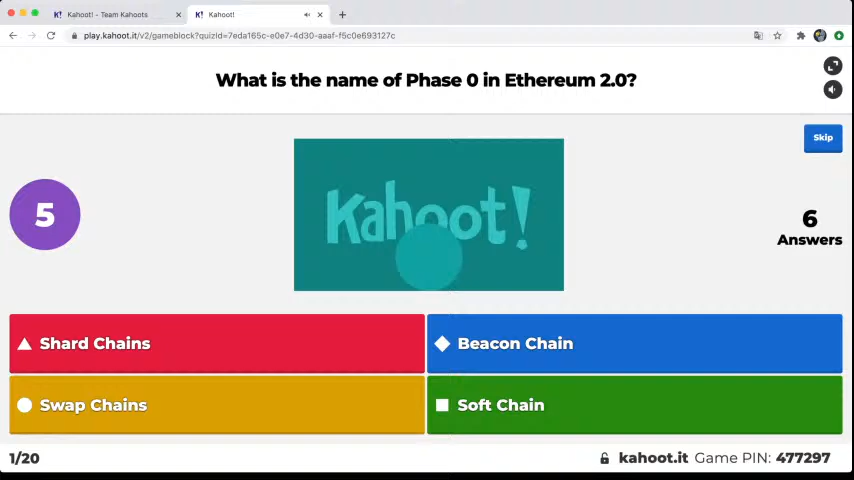 Kahoot! - Team Kahoots
Kahoot!
play.kahoot.it/v2/gameblock?quizId=7eda165c-e0e7-4d30-aaaf-f5c0e693127c
What is the name of Phase 0 in Ethereum 2.0?
Skip
Kahoot!
5
6
Answers
Shard Chains
Beacon Chain
Swap Chains
Soft Chain
1/20
kahoot.it Game PIN: 477297